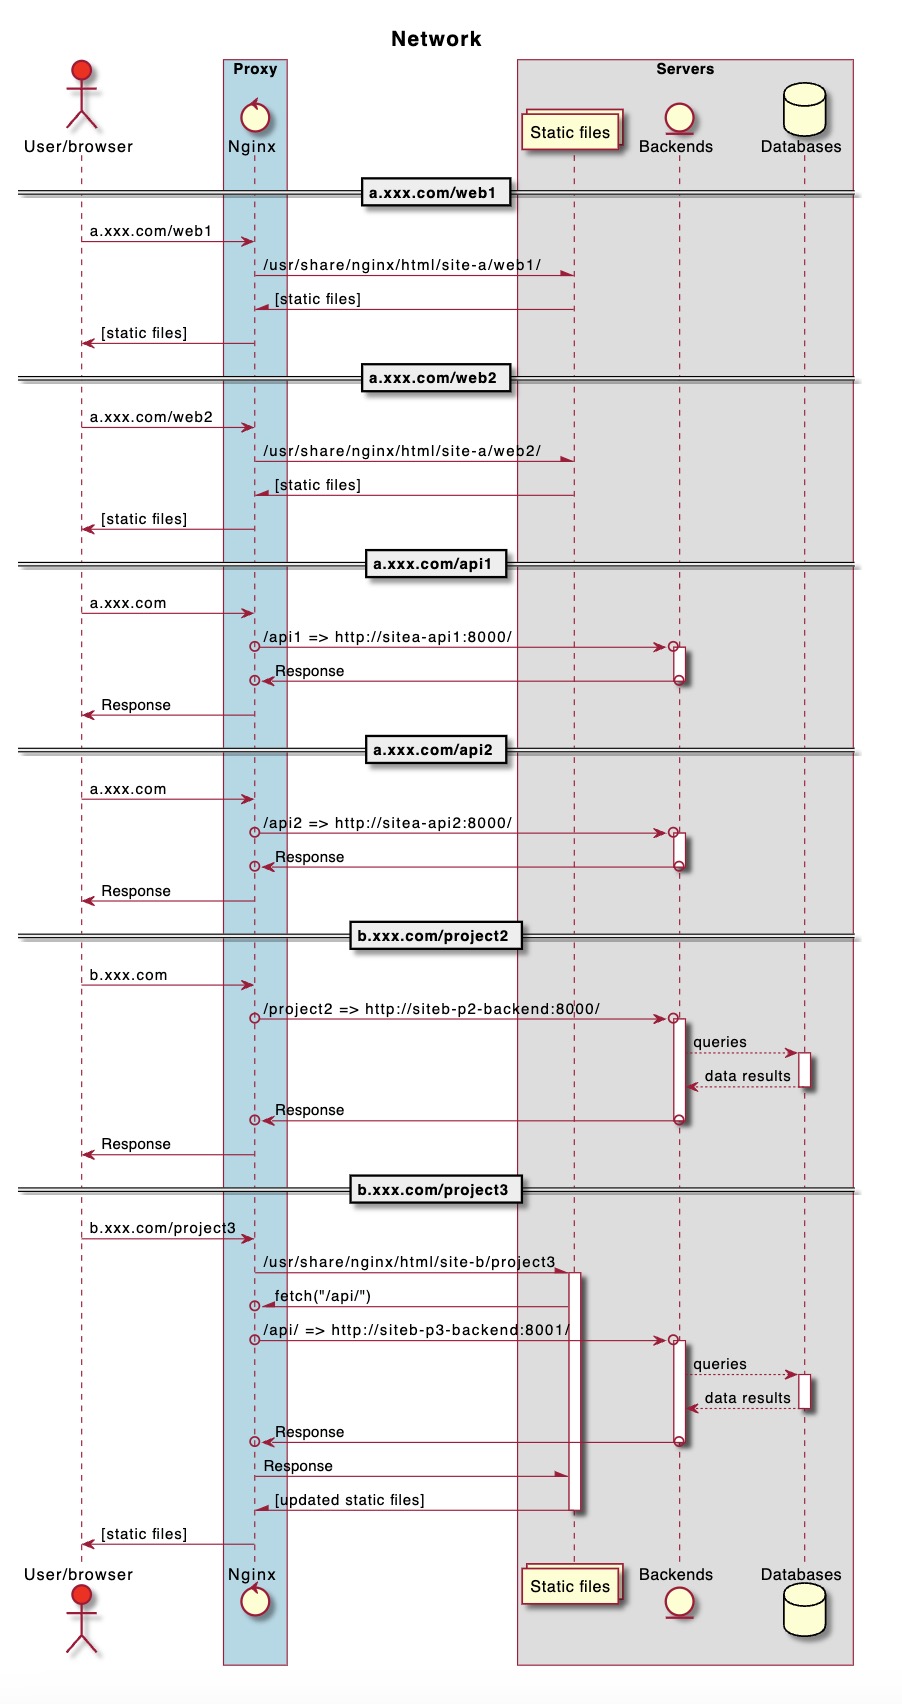 Network
Proxy
Servers
User/browser
Nginx
Static files
Backends
Databases
a.xxx.com/web1
a.xxx.com/web1
/usr/share/nginx/html/site-a/web1/
[static files]
[static files]
a.xxx.com/web2
a.xxx.com/web2
/usr/share/nginx/html/site-a/web2/
[static files]
[static files]
a.xxx.com/api1
a.xxx.com
/api1 => http://sitea-api1:8000/
Response
Response
a.xxx.com/api2
a.xxx.com
/api2 => http://sitea-api2:8000/
Response
Response
b.xxx.com/project2
b.xxx.com
/project2 => http://siteb-p2-backend:8000/
queries
data results
Response
Response
b.xxx.com/project3
b.xxx.com/project3
/usr/share/nginx/html/site-b/project3
fetch("/api/")
/api/ => http://siteb-p3-backend:8001/
queries
data results
Response
Response
[updated static files]
[static files]
User/browser
Nginx
Static files
Backends
Databases